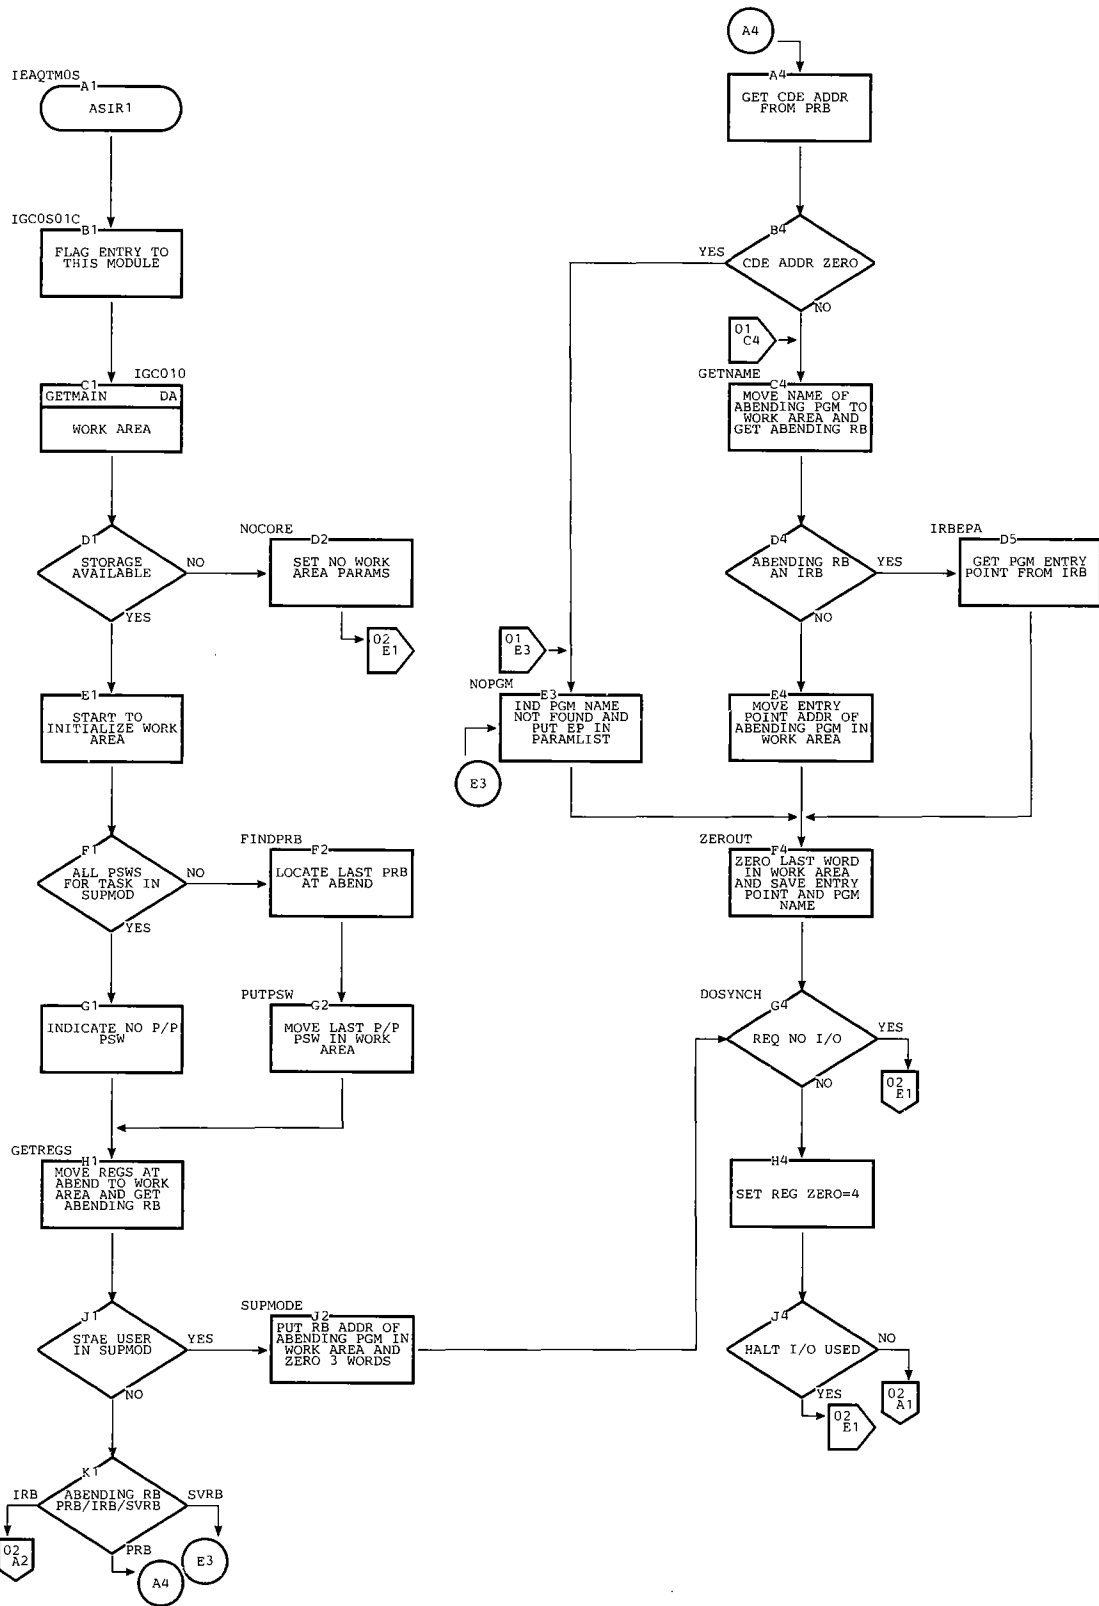 IEAQTM0S
A1
ASIR1
IGC0S01C
B1
FLAG ENTRY TO
THIS MODULE
IGC010
C1
GETMAIN DA
WORK AREA
D1
STORAGE
AVAILABLE
NO
YES
NOCORE
D2
SET NO WORK
AREA PARAMS
02
E1
E1
START TO
INITIALIZE WORK
AREA
F1
ALL PSWS
FOR TASK IN
SUPMOD
NO
YES
FINDPRB
F2
LOCATE LAST PRB
AT ABEND
G1
INDICATE NO P/P
PSW
PUTPSW
G2
MOVE LAST P/P
PSW IN WORK
AREA
GETREGS
H1
MOVE REGS AT
ABEND TO WORK
AREA AND GET
ABENDING RB
J1
STAE USER
IN SUPMOD
YES
NO
SUPMODE
J2
PUT RB ADDR OF
ABENDING PGM IN
WORK AREA AND
ZERO 3 WORDS
K1
ABENDING RB
PRB/IRB/SVRB
IRB
SVRB
PRB
02
A2
A4
E3
A4
A4
GET CDE ADDR
FROM PRB
B4
CDE ADDR ZERO
YES
NO
01
C4
GETNAME
C4
MOVE NAME OF
ABENDING PGM TO
WORK AREA AND
GET ABENDING RB
D4
ABENDING RB
AN IRB
YES
NO
IRBEPA
D5
GET PGM ENTRY
POINT FROM IRB
01
E3
NOPGM
E3
IND PGM NAME
NOT FOUND AND
PUT EP IN
PARAMLIST
E3
E4
MOVE ENTRY
POINT ADDR OF
ABENDING PGM IN
WORK AREA
ZEROUT
F4
ZERO LAST WORD
IN WORK AREA
AND SAVE ENTRY
POINT AND PGM
NAME
DOSYNCH
G4
REQ NO I/O
YES
NO
02
E1
H4
SET REG ZERO=4
J4
HALT I/O USED
NO
YES
02
A1
02
E1